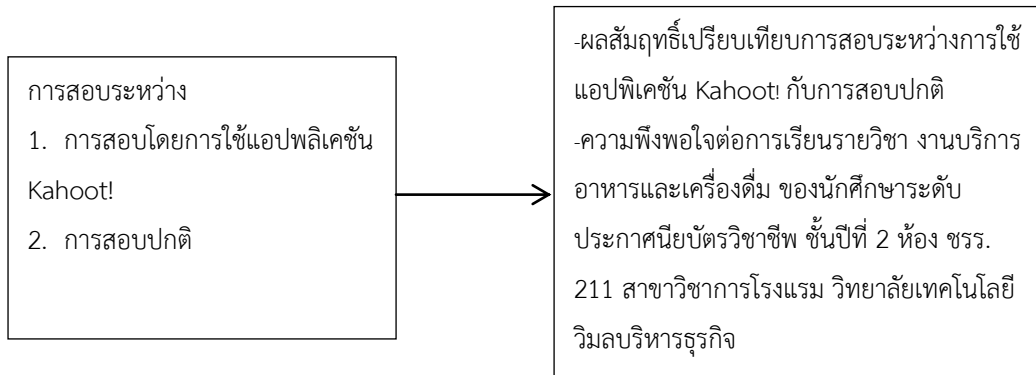 การสอบระหว่าง
1. การสอบโดยการใช้แอปพลิเคชัน
Kahoot!
2. การสอบปกติ
-ผลสัมฤทธิ์เปรียบเทียบการสอบระหว่างการใช้
แอปพิเคชัน Kahoot! กับการสอบปกติ
-ความพึงพอใจต่อการเรียนรายวิชา งานบริการ
อาหารและเครื่องดื่ม ของนักศึกษาระดับ
ประกาศนียบัตรวิชาชีพ ชั้นปีที่ 2 ห้อง ชรร.
211 สาขาวิชาการโรงแรม วิทยาลัยเทคโนโลยี
วิมลบริหารธุรกิจ